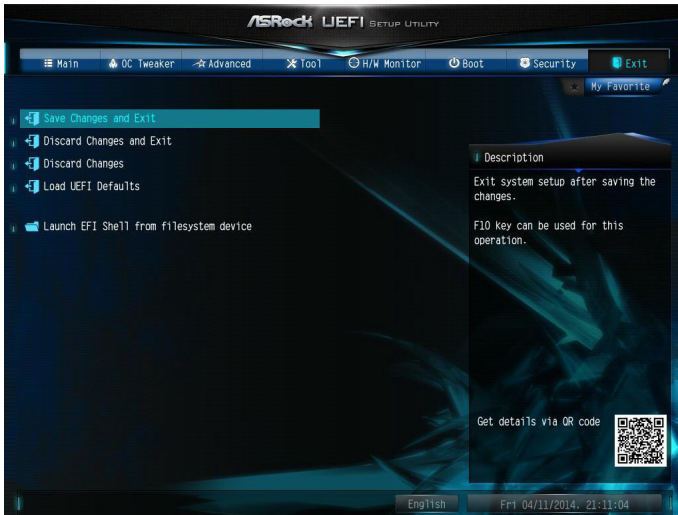 ASRock UEFI SETUP UTILITY
Main OC Tweaker Advanced Tool H/W Monitor Boot Security Exit
My Favorite
Save Changes and Exit
Discard Changes and Exit
Discard Changes
Load UEFI Defaults
Launch EFI Shell from filesystem device
Description
Exit system setup after saving the
changes.
F10 key can be used for this
operation.
Get details via QR code
English
Fri 04/11/2014. 21:11:04